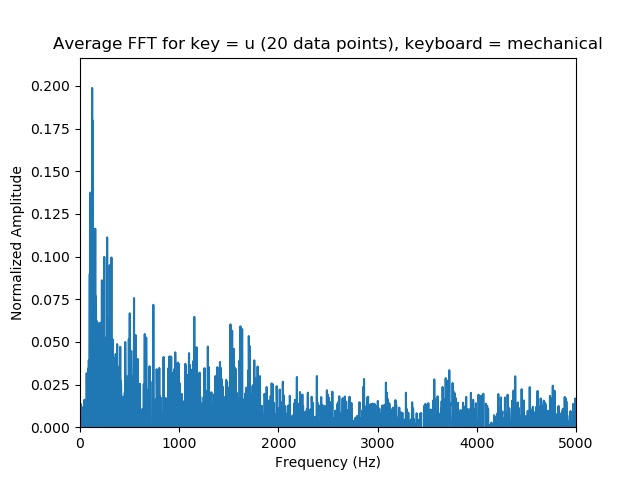 Average FFT for key = u (20 data points), keyboard = mechanical
Normalized Amplitude
0.200
0.175
0.150
0.125
0.100
0.075
0.050
0.025
0.000
0 1000 2000 3000 4000 5000
Frequency (Hz)